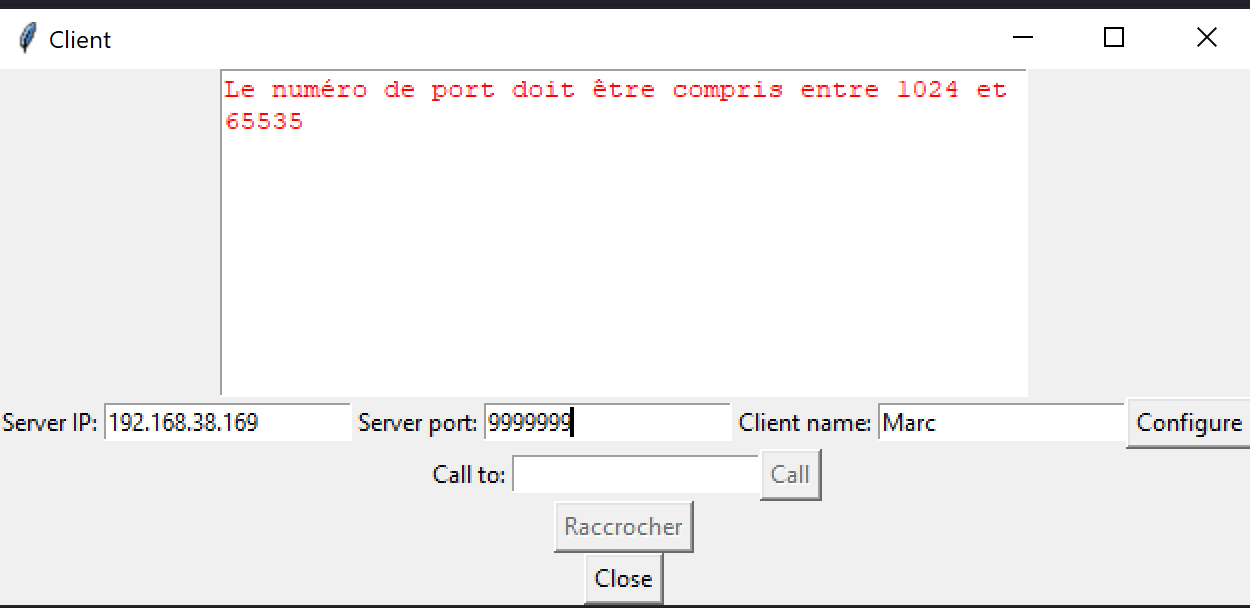 Client
Le numéro de port doit être compris entre 1024 et
65535
Server IP: 192.168.38.169 Server port: 9999999 Client name: Marc Configure
Call to: Call
Raccrocher
Close